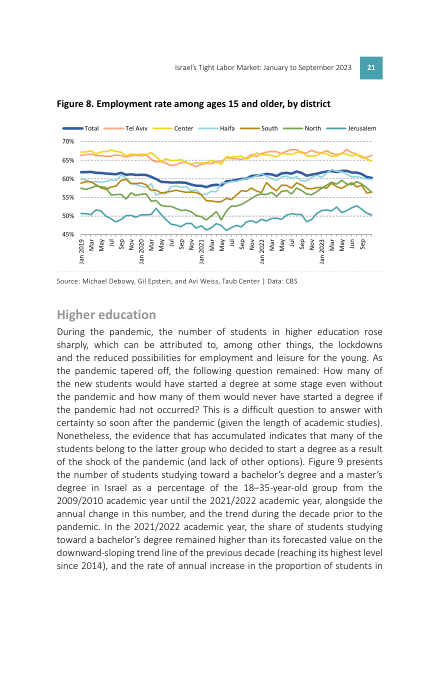 Israel's Tight Labor Market: January to September 2023 21
Figure 8. Employment rate among ages 15 and older, by district
Total Tel Aviv Center Haifa South North Jerusalem
70%
65%
60%
55%
50%
45%
Jan 2019 Mar May Jul Sep Nov Jan 2020 Mar May Jul Sep Nov Jan 2021 Mar May Jul Sep Nov Jan 2022 Mar May Jul Sep Nov Jan 2023 Mar May Jun Sep
Source: Michael Debowy, Gil Epstein, and Avi Weiss, Taub Center | Data: CBS
Higher education
During the pandemic, the number of students in higher education rose
sharply, which can be attributed to, among other things, the lockdowns
and the reduced possibilities for employment and leisure for the young. As
the pandemic tapered off, the following question remained: How many of
the new students would have started a degree at some stage even without
the pandemic and how many of them would never have started a degree if
the pandemic had not occurred? This is a difficult question to answer with
certainty so soon after the pandemic (given the length of academic studies).
Nonetheless, the evidence that has accumulated indicates that many of the
students belong to the latter group who decided to start a degree as a result
of the shock of the pandemic (and lack of other options). Figure 9 presents
the number of students studying toward a bachelor's degree and a master's
degree in Israel as a percentage of the 18–35-year-old group from the
2009/2010 academic year until the 2021/2022 academic year, alongside the
annual change in this number, and the trend during the decade prior to the
pandemic. In the 2021/2022 academic year, the share of students studying
toward a bachelor's degree remained higher than its forecasted value on the
downward-sloping trend line of the previous decade (reaching its highest level
since 2014), and the rate of annual increase in the proportion of students in